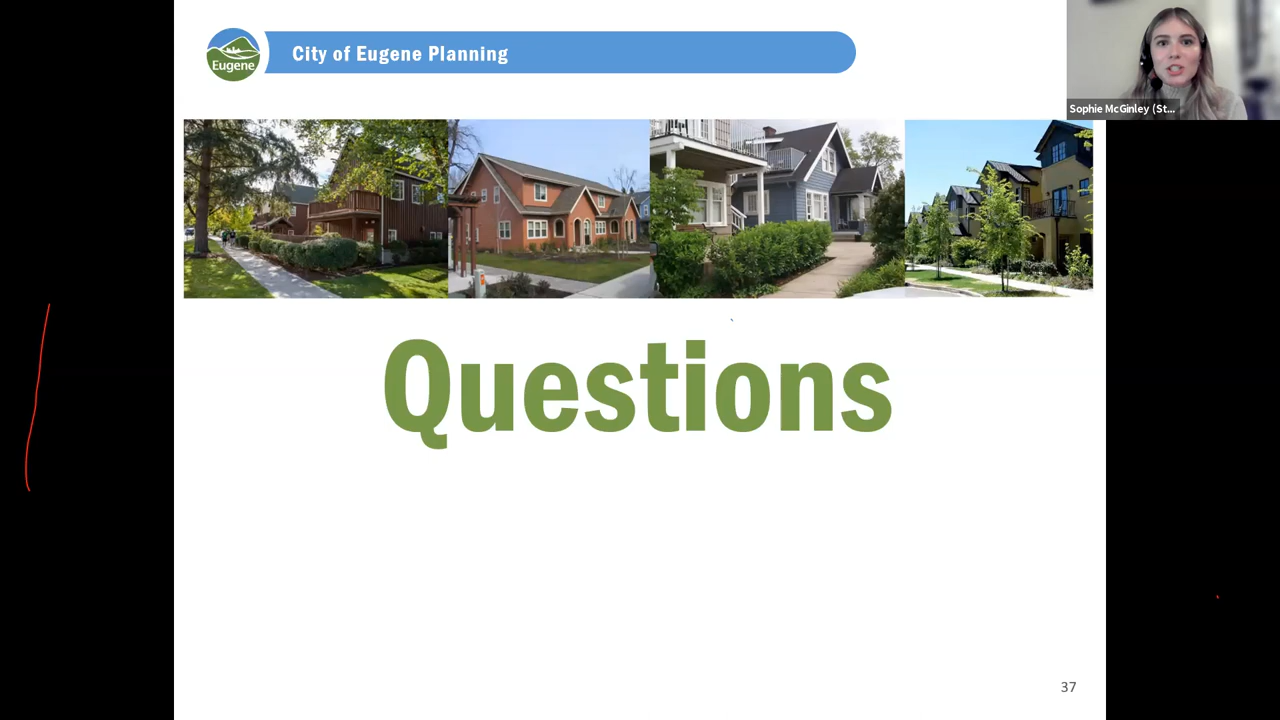 City of Eugene Planning
Eugene
Sophie McGinley (St...
Questions
37